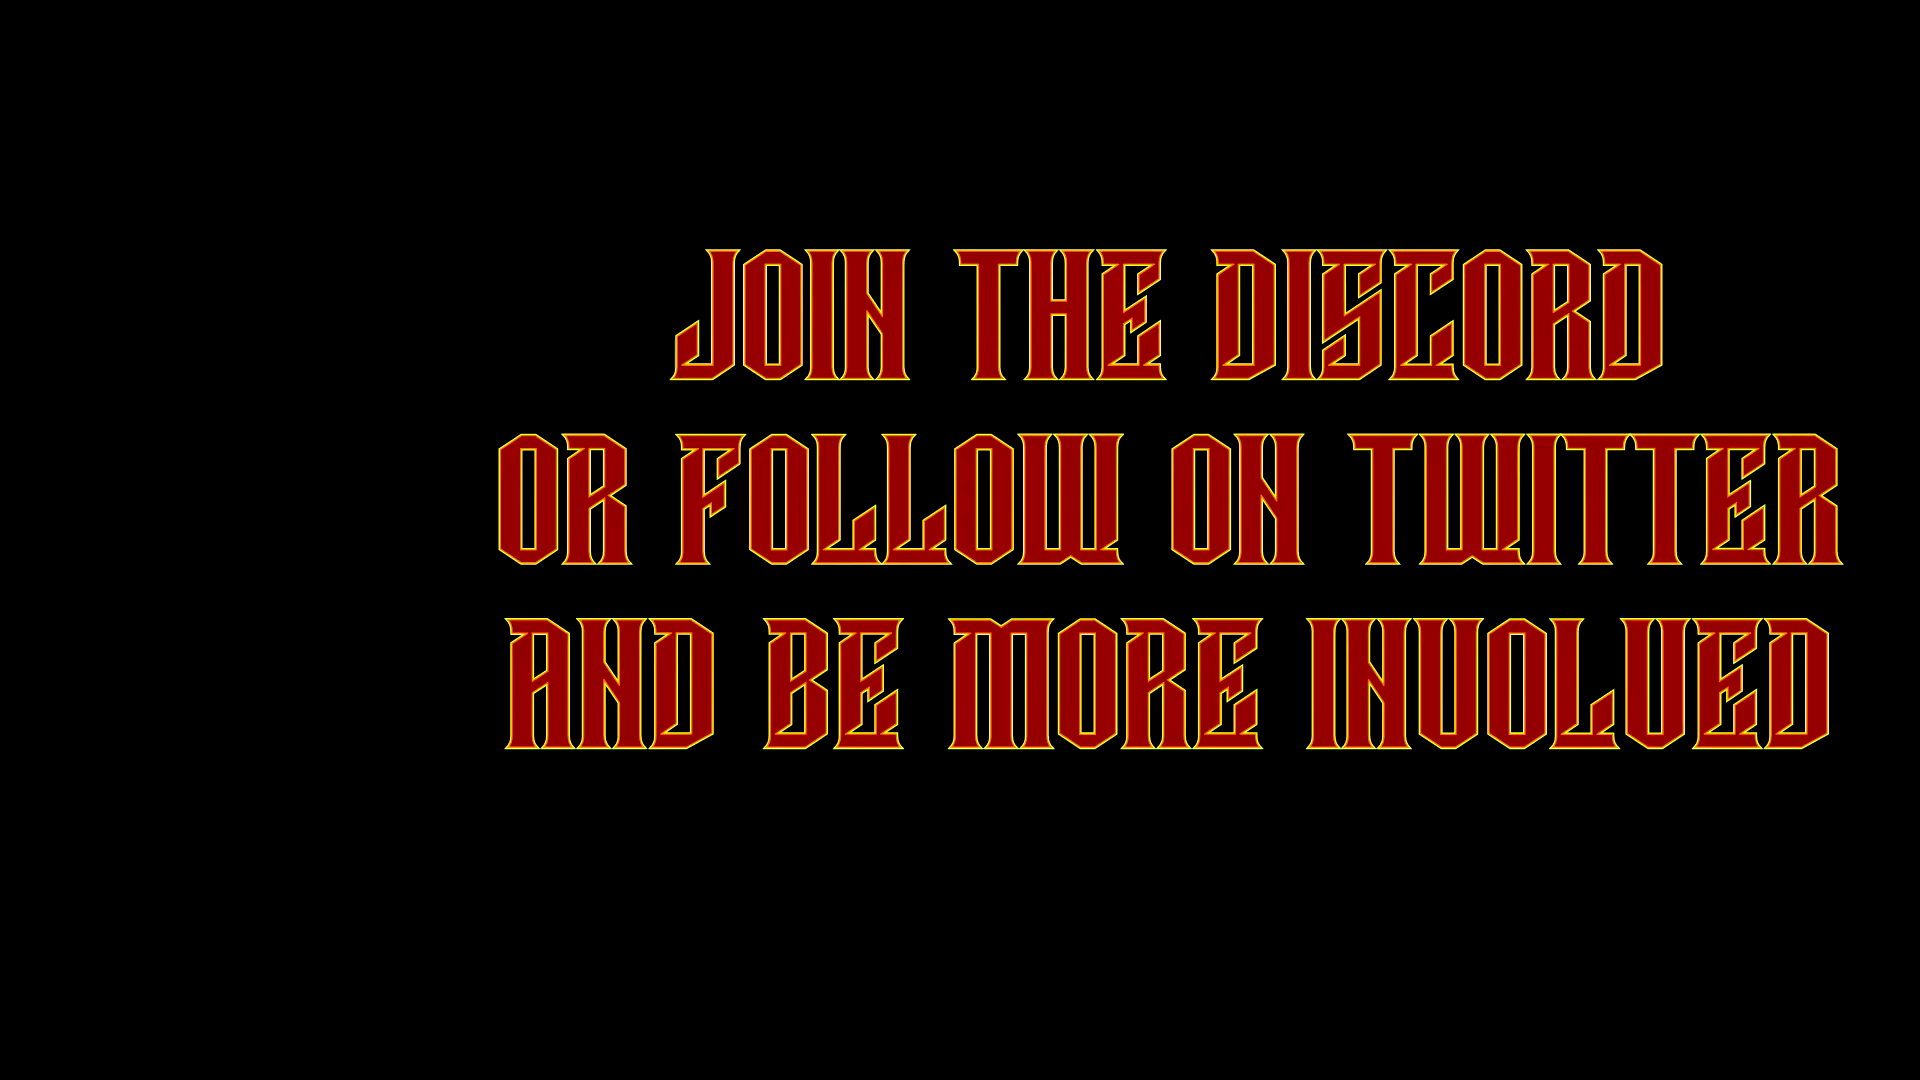 JOIN THE DISCORD
OR FOLLOW ON TWITTER
AND BE MORE INVOLVED